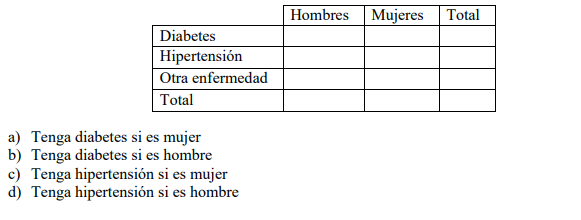 Hombres Mujeres Total
Diabetes
Hipertensión
Otra enfermedad
Total
a) Tenga diabetes si es mujer
b) Tenga diabetes si es hombre
c) Tenga hipertensión si es mujer
d) Tenga hipertensión si es hombre